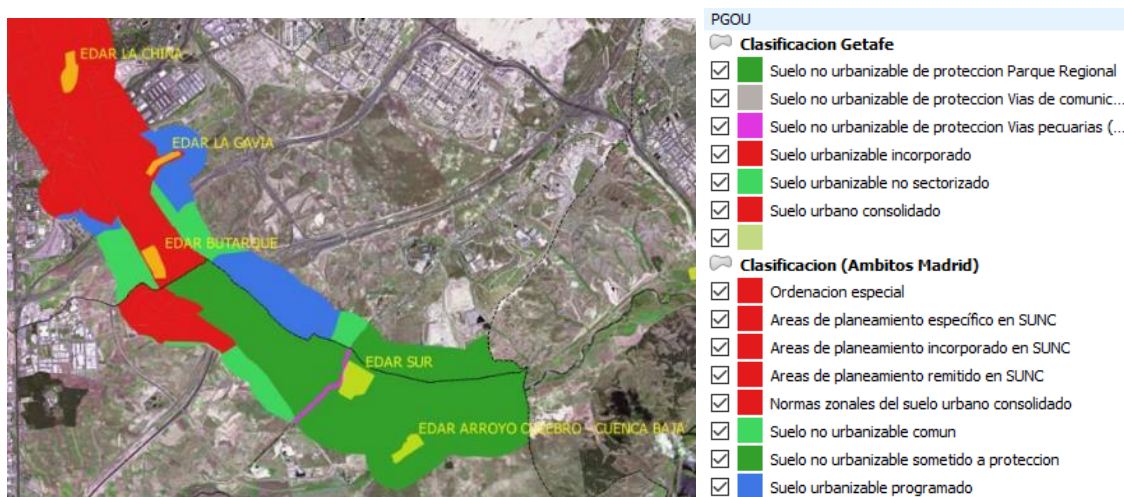 EDAR LA CHINA
EDAR LA GAVIA
EDAR BUTARQUE
EDAR SUR
EDAR ARROYO CULEBRO - CUENCA BAJA
PGOU
Clasificacion Getafe
Suelo no urbanizable de proteccion Parque Regional
Suelo no urbanizable de proteccion Vias de comunic...
Suelo no urbanizable de proteccion Vias pecuarias (...
Suelo urbanizable incorporado
Suelo urbanizable no sectorizado
Suelo urbano consolidado
Clasificacion (Ambitos Madrid)
Ordenacion especial
Areas de planeamiento específico en SUNC
Areas de planeamiento incorporado en SUNC
Areas de planeamiento remitido en SUNC
Normas zonales del suelo urbano consolidado
Suelo no urbanizable comun
Suelo no urbanizable sometido a proteccion
Suelo urbanizable programado